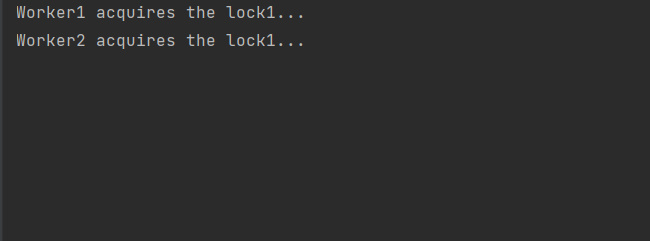 Worker1 acquires the lock1...
Worker2 acquires the lock1...